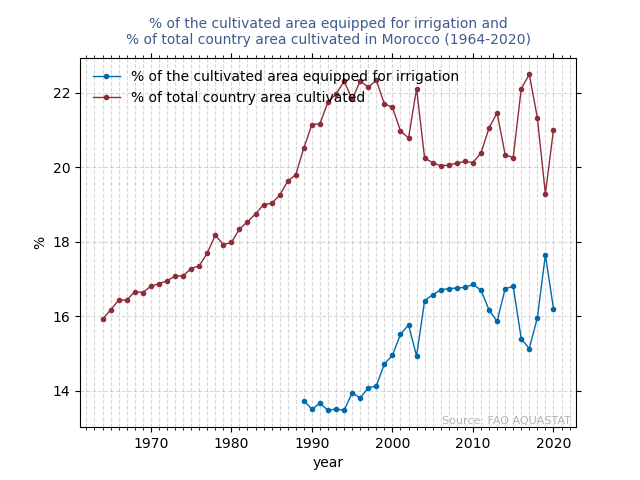 % of the cultivated area equipped for irrigation and
% of total country area cultivated in Morocco (1964-2020)
% of the cultivated area equipped for irrigation
% of total country area cultivated
22
20
18
16
14
%
Source: FAO AQUASTAT
1970 1980 1990 2000 2010 2020
year